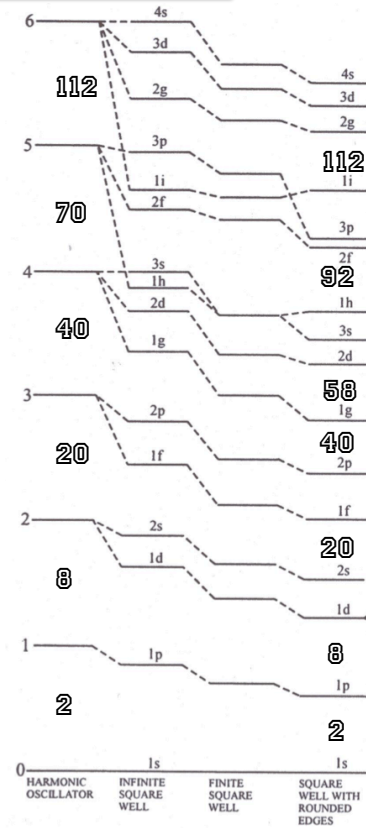 6
4s
3d
4s
112
3d
2g
2g
5
3p
112
1i
1i
70
2f
3p
2f
4
3s
92
1h
1h
2d
40
3s
1g
2d
58
3
1g
2p
40
20
1f
2p
1f
2
2s
20
2s
1d
8
1d
1
1p
8
1p
2
2
0
1s
1s
HARMONIC OSCILLATOR
INFINITE SQUARE WELL
FINITE SQUARE WELL
SQUARE WELL WITH ROUNDED EDGES